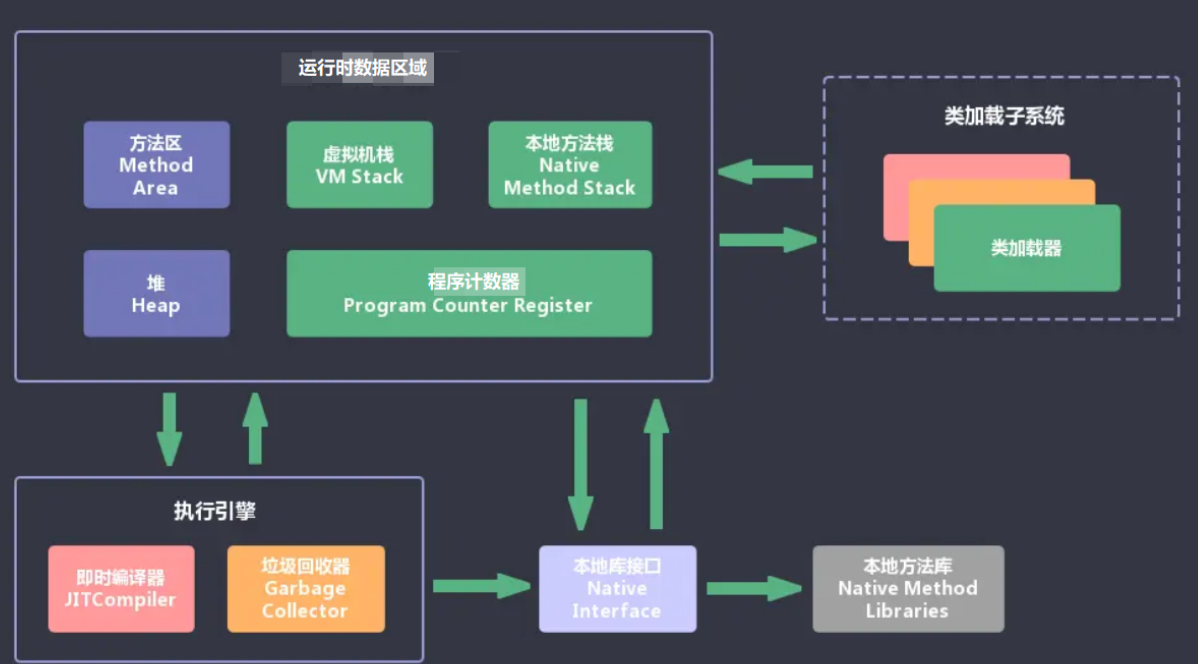 运行时数据区域
方法区
Method
Area
虚拟机栈
VM Stack
本地方法栈
Native
Method Stack
堆
Heap
程序计数器
Program Counter Register
类加载子系统
类加载器
执行引擎
即时编译器
JITCompiler
垃圾回收器
Garbage
Collector
本地库接口
Native
Interface
本地方法库
Native Method
Libraries